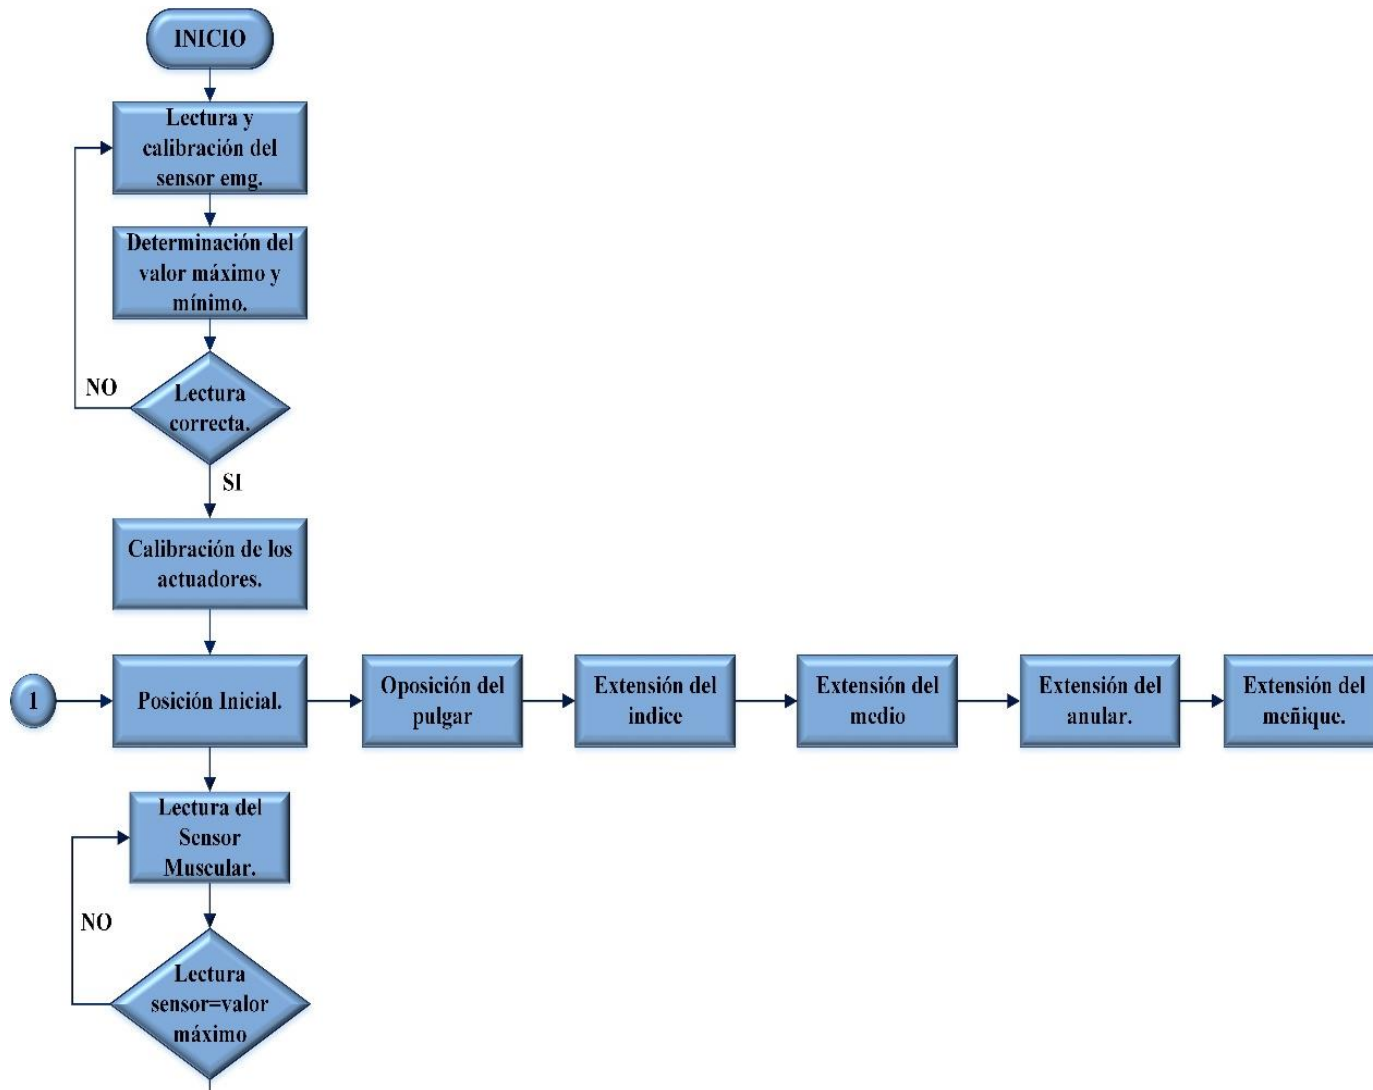 INICIO
Lectura y
calibración del
sensor emg.
Determinación del
valor máximo y
mínimo.
NO
Lectura
correcta.
SI
Calibración de los
actuadores.
1
Posición Inicial.
Oposición del
pulgar
Extensión del
indice
Extensión del
medio
Extensión del
anular.
Extensión del
meñique.
Lectura del
Sensor
Muscular.
NO
Lectura
sensor=valor
máximo